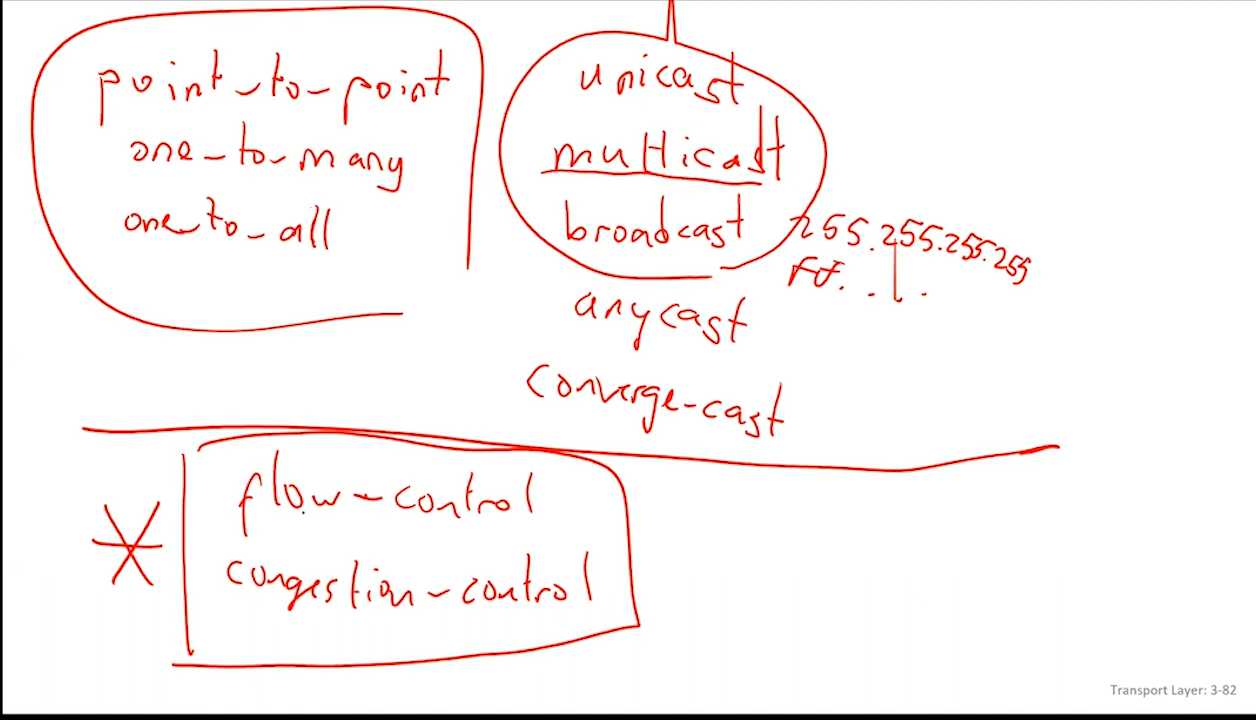 point-to-point
one-to-many
one-to-all
unicast
multicast
broadcast
255.255.255.255
ff. . . .
anycast
converge-cast
flow-control
congestion-control
Transport Layer: 3-82